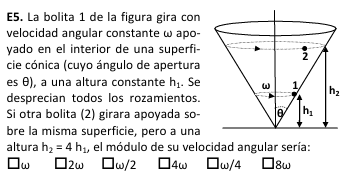 E5. La bolita 1 de la figura gira con
velocidad angular constante ω apo-
yado en el interior de una superfi-
cie cónica (cuyo ángulo de apertura
es θ), a una altura constante h₁. Se
desprecian todos los rozamientos.
Si otra bolita (2) girara apoyada so-
bre la misma superficie, pero a una
altura h₂ = 4 h₁, el módulo de su velocidad angular sería:
☐ω ☐2ω ☐ω/2 ☐4ω ☐ω/4 ☐8ω
2
ω
1
θ
h₁
h₂